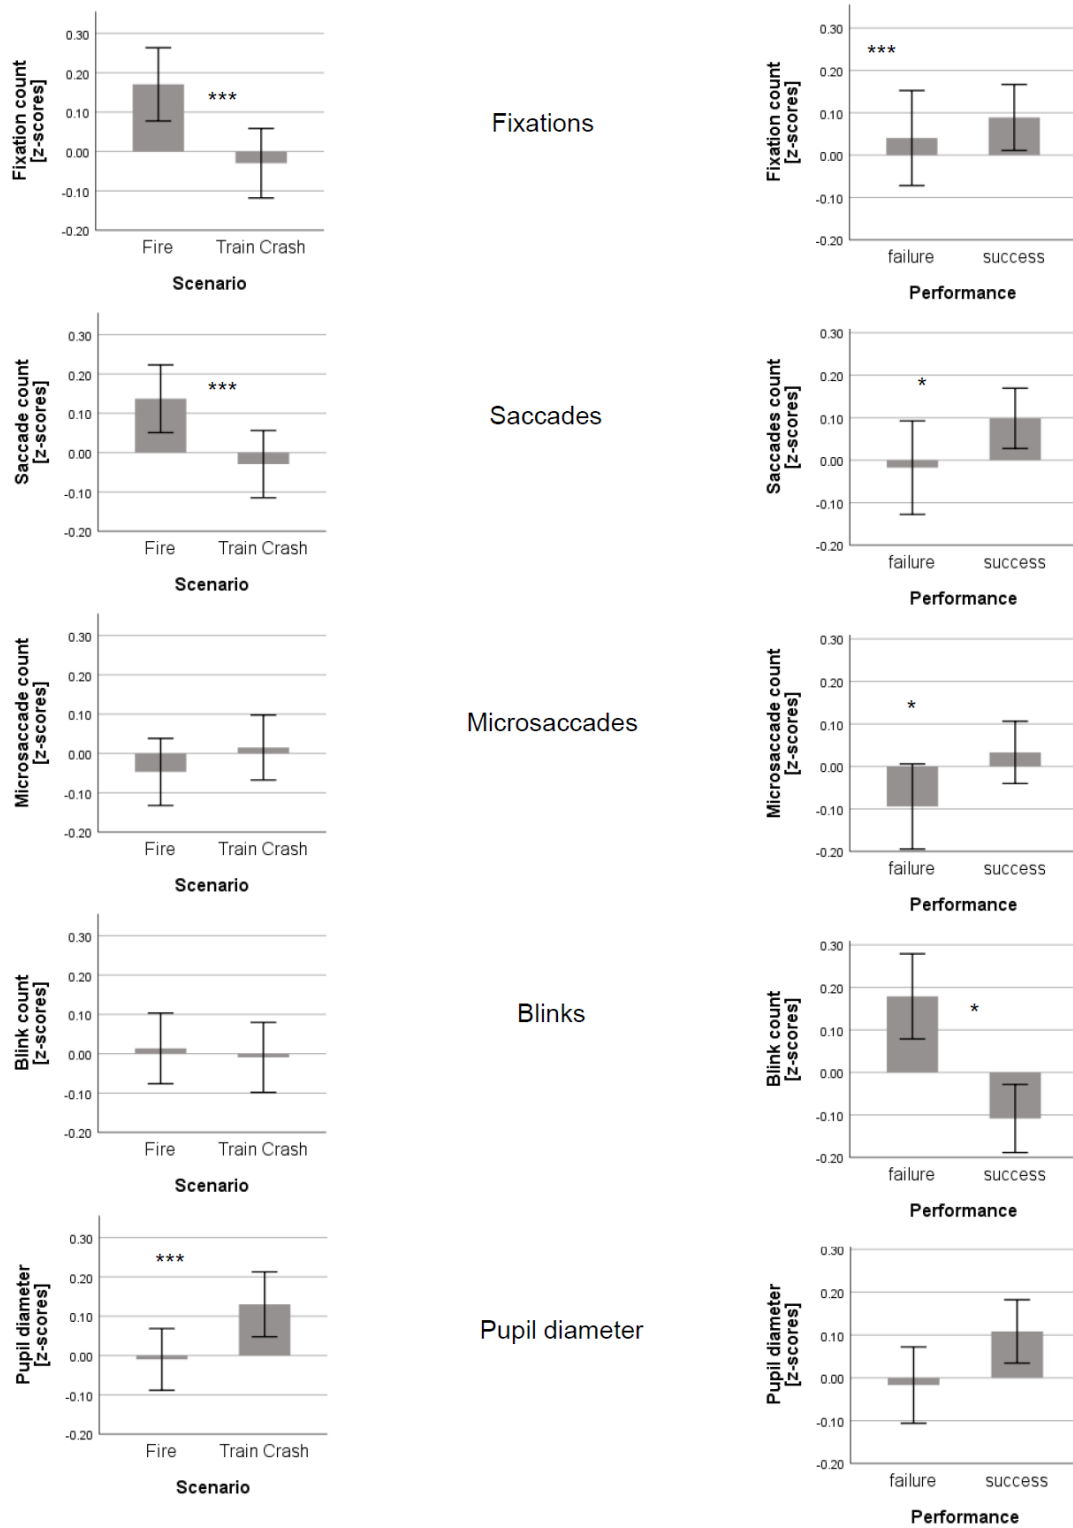 Fixation count
[z-scores]
0.30
0.20
0.10
0.00
-0.10
-0.20
***
Fire Train Crash
Scenario
Fixations
Fixation count
[z-scores]
0.30
0.20
0.10
0.00
-0.10
-0.20
***
failure success
Performance
Saccade count
[z-scores]
0.30
0.20
0.10
0.00
-0.10
-0.20
***
Fire Train Crash
Scenario
Saccades
Saccades count
[z-scores]
0.30
0.20
0.10
0.00
-0.10
-0.20
*
failure success
Performance
Microsaccade count
[z-scores]
0.30
0.20
0.10
0.00
-0.10
-0.20
Fire Train Crash
Scenario
Microsaccades
Microsaccade count
[z-scores]
0.30
0.20
0.10
0.00
-0.10
-0.20
*
failure success
Performance
Blink count
[z-scores]
0.30
0.20
0.10
0.00
-0.10
-0.20
Fire Train Crash
Scenario
Blinks
Blink count
[z-scores]
0.30
0.20
0.10
0.00
-0.10
-0.20
*
failure success
Performance
Pupil diameter
[z-scores]
0.30
0.20
0.10
0.00
-0.10
-0.20
***
Fire Train Crash
Scenario
Pupil diameter
Pupil diameter
[z-scores]
0.30
0.20
0.10
0.00
-0.10
-0.20
failure success
Performance